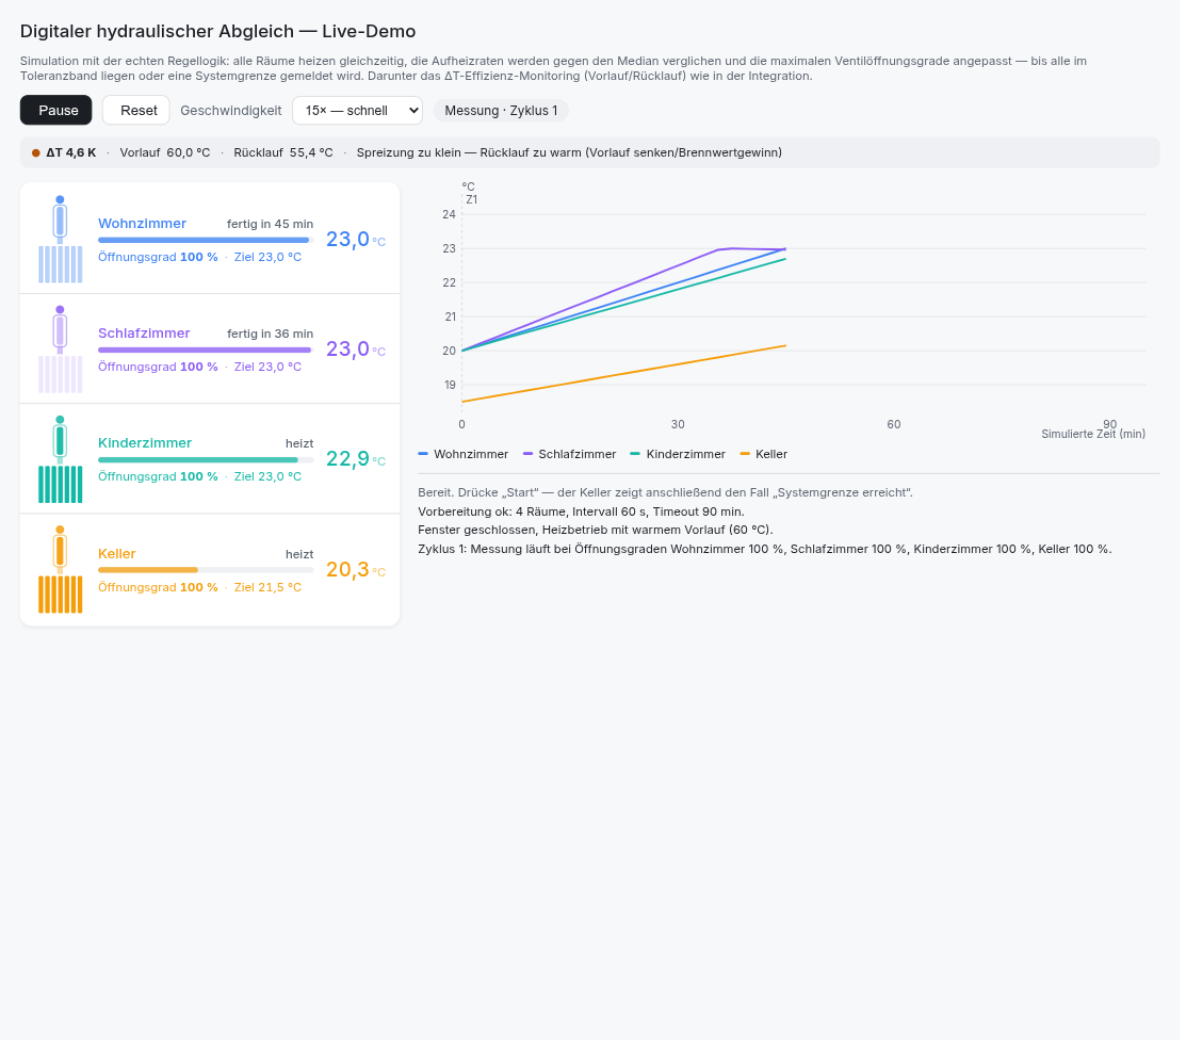 Digitaler hydraulischer Abgleich — Live-Demo
Simulation mit der echten Regellogik: alle Räume heizen gleichzeitig, die Aufheizraten werden gegen den Median verglichen und die maximalen Ventilöffnungsgrade angepasst — bis alle im
Toleranzband liegen oder eine Systemgrenze gemeldet wird. Darunter das ΔT-Effizienz-Monitoring (Vorlauf/Rücklauf) wie in der Integration.
Pause Reset Geschwindigkeit 15× — schnell Messung · Zyklus 1
ΔT 4,6 K · Vorlauf 60,0 °C · Rücklauf 55,4 °C · Spreizung zu klein — Rücklauf zu warm (Vorlauf senken/Brennwertgewinn)
Wohnzimmer fertig in 45 min
23,0 °C
Öffnungsgrad 100 % · Ziel 23,0 °C
Schlafzimmer fertig in 36 min
23,0 °C
Öffnungsgrad 100 % · Ziel 23,0 °C
Kinderzimmer heizt
22,9 °C
Öffnungsgrad 100 % · Ziel 23,0 °C
Keller heizt
20,3 °C
Öffnungsgrad 100 % · Ziel 21,5 °C
°C
Z1
24
23
22
21
20
19
0 30 60 90
Simulierte Zeit (min)
Wohnzimmer Schlafzimmer Kinderzimmer Keller
Bereit. Drücke „Start“ — der Keller zeigt anschließend den Fall „Systemgrenze erreicht“.
Vorbereitung ok: 4 Räume, Intervall 60 s, Timeout 90 min.
Fenster geschlossen, Heizbetrieb mit warmem Vorlauf (60 °C).
Zyklus 1: Messung läuft bei Öffnungsgraden Wohnzimmer 100 %, Schlafzimmer 100 %, Kinderzimmer 100 %, Keller 100 %.